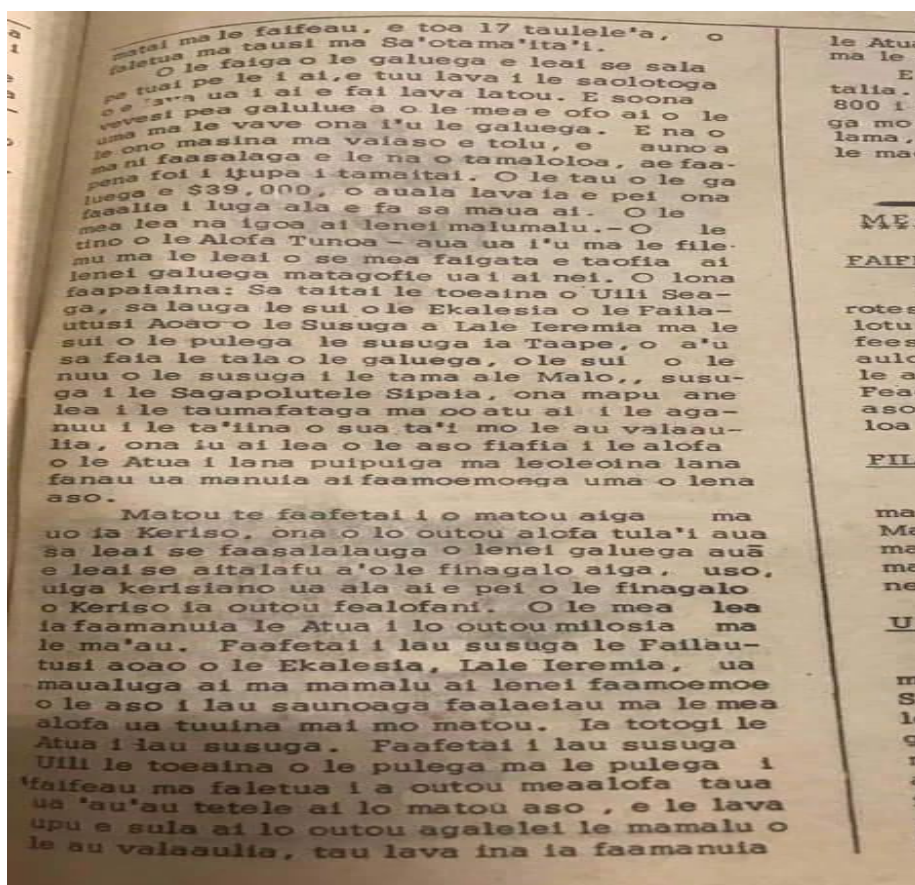 matai ma le faifeau, e toa 17 taulele'a, o
faletua ma tausi ma Sa'otama'ita'i.
O le faiga o le galuega e leai se sala
pe tuai pe le i ai,e tuu lava i le saolotoga
o e ua i ai e fai lava latou. E soona
vevesi pea galulue a o le mea e ofo ai o le
uma ma le vave ona i'u le galuega. E na o
le ono masina ma vaiaso e tolu, e auno a
ma ni faasalaga e le na o tamaloloa, ae faa-
pena foi i itupa i tamaitai. O le tau o le ga
luega e $39,000, o auala lava ia e pei ona
faaalia i luga ala e fa sa maua ai. O le
mea lea na igoa ai lenei malumalu.-O le
tino o le Alofa Tunoa - aua ua i'u ma le file-
mu ma le leai o se mea faigata e taofia ai
lenei galuega matagofie ua i ai nei. O lona
faapaiaina: Sa taitai le toeaina o Uili Sea-
ga, sa lauga le sui o le Ekalesia o le Faila-
utusi Aoao o le Susuga a Lale Ieremia ma le
sui o le pulega le susuga ia Taape, o a'u
sa faia le tala o le galuega, o le sui o le
nuu o le susuga i le tama ale Malo,, susu-
ga i le Sagapolutele Sipaia, ona mapu ane
lea i le taumafataga ma oo atu ai i le aga-
nuu i le ta'iina o sua ta'i mo le au valaau-
lia, ona iu ai lea o le aso fiafia i le alofa
o le Atua i lana puipuiga ma leoleoina lana
fanau ua manuia ai faamoemoega uma o lena
aso.
Matou te faafetai i o matou aiga ma
uo ia Keriso, ona o lo outou alofa tula'i aua
sa leai se faasalalauga o lenei galuega auā
e leai se aitalafu a'o le finagalo aiga, uso,
uiga kerisiano ua ala ai e pei o le finagalo
o Keriso ia outou fealofani. O le mea lea
ia faamanuia le Atua i lo outou milosia ma
le ma'au. Faafetai i lau susuga le Failau-
tusi aoao o le Ekalesia, Lale Ieremia, ua
maualuga ai ma mamalu ai lenei faamoemoe
o le aso i lau saunoaga faalaeiau ma le mea
alofa ua tuuina mai mo matou. Ia totogi le
Atua i lau susuga. Faafetai i lau susuga
Uili le toeaina o le pulega ma le pulega i
faifeau ma faletua i a outou meaalofa taua
ua 'au'au tetele ai lo matou aso , e le lava
upu e sula ai lo outou agalelei le mamalu o
le au valaaulia, tau lava ina ia faamanuia
le Atua
ma le
E
talia.
800 i
ga mo
lama,
le ma
ME
FAIF
rotes
lotu
fees
aulo
le a
Fea
aso
loa
FIL
ma
Ma
ma
ma
ne
U
m
S
l
g